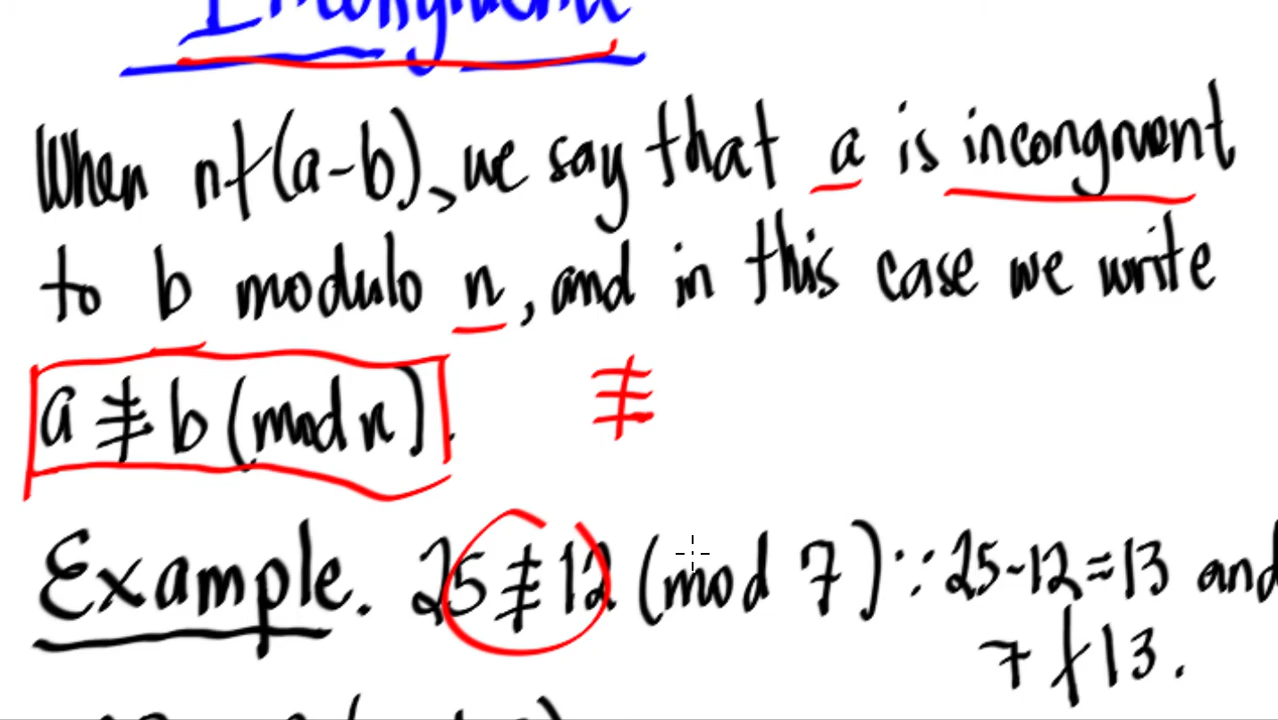 Incongruence
When n∤(a-b), we say that a is incongruent
to b modulo n, and in this case we write
a ≢ b (mod n).
≢
Example. 25 ≢ 12 (mod 7) ∵ 25-12=13 and
7 ∤ 13.